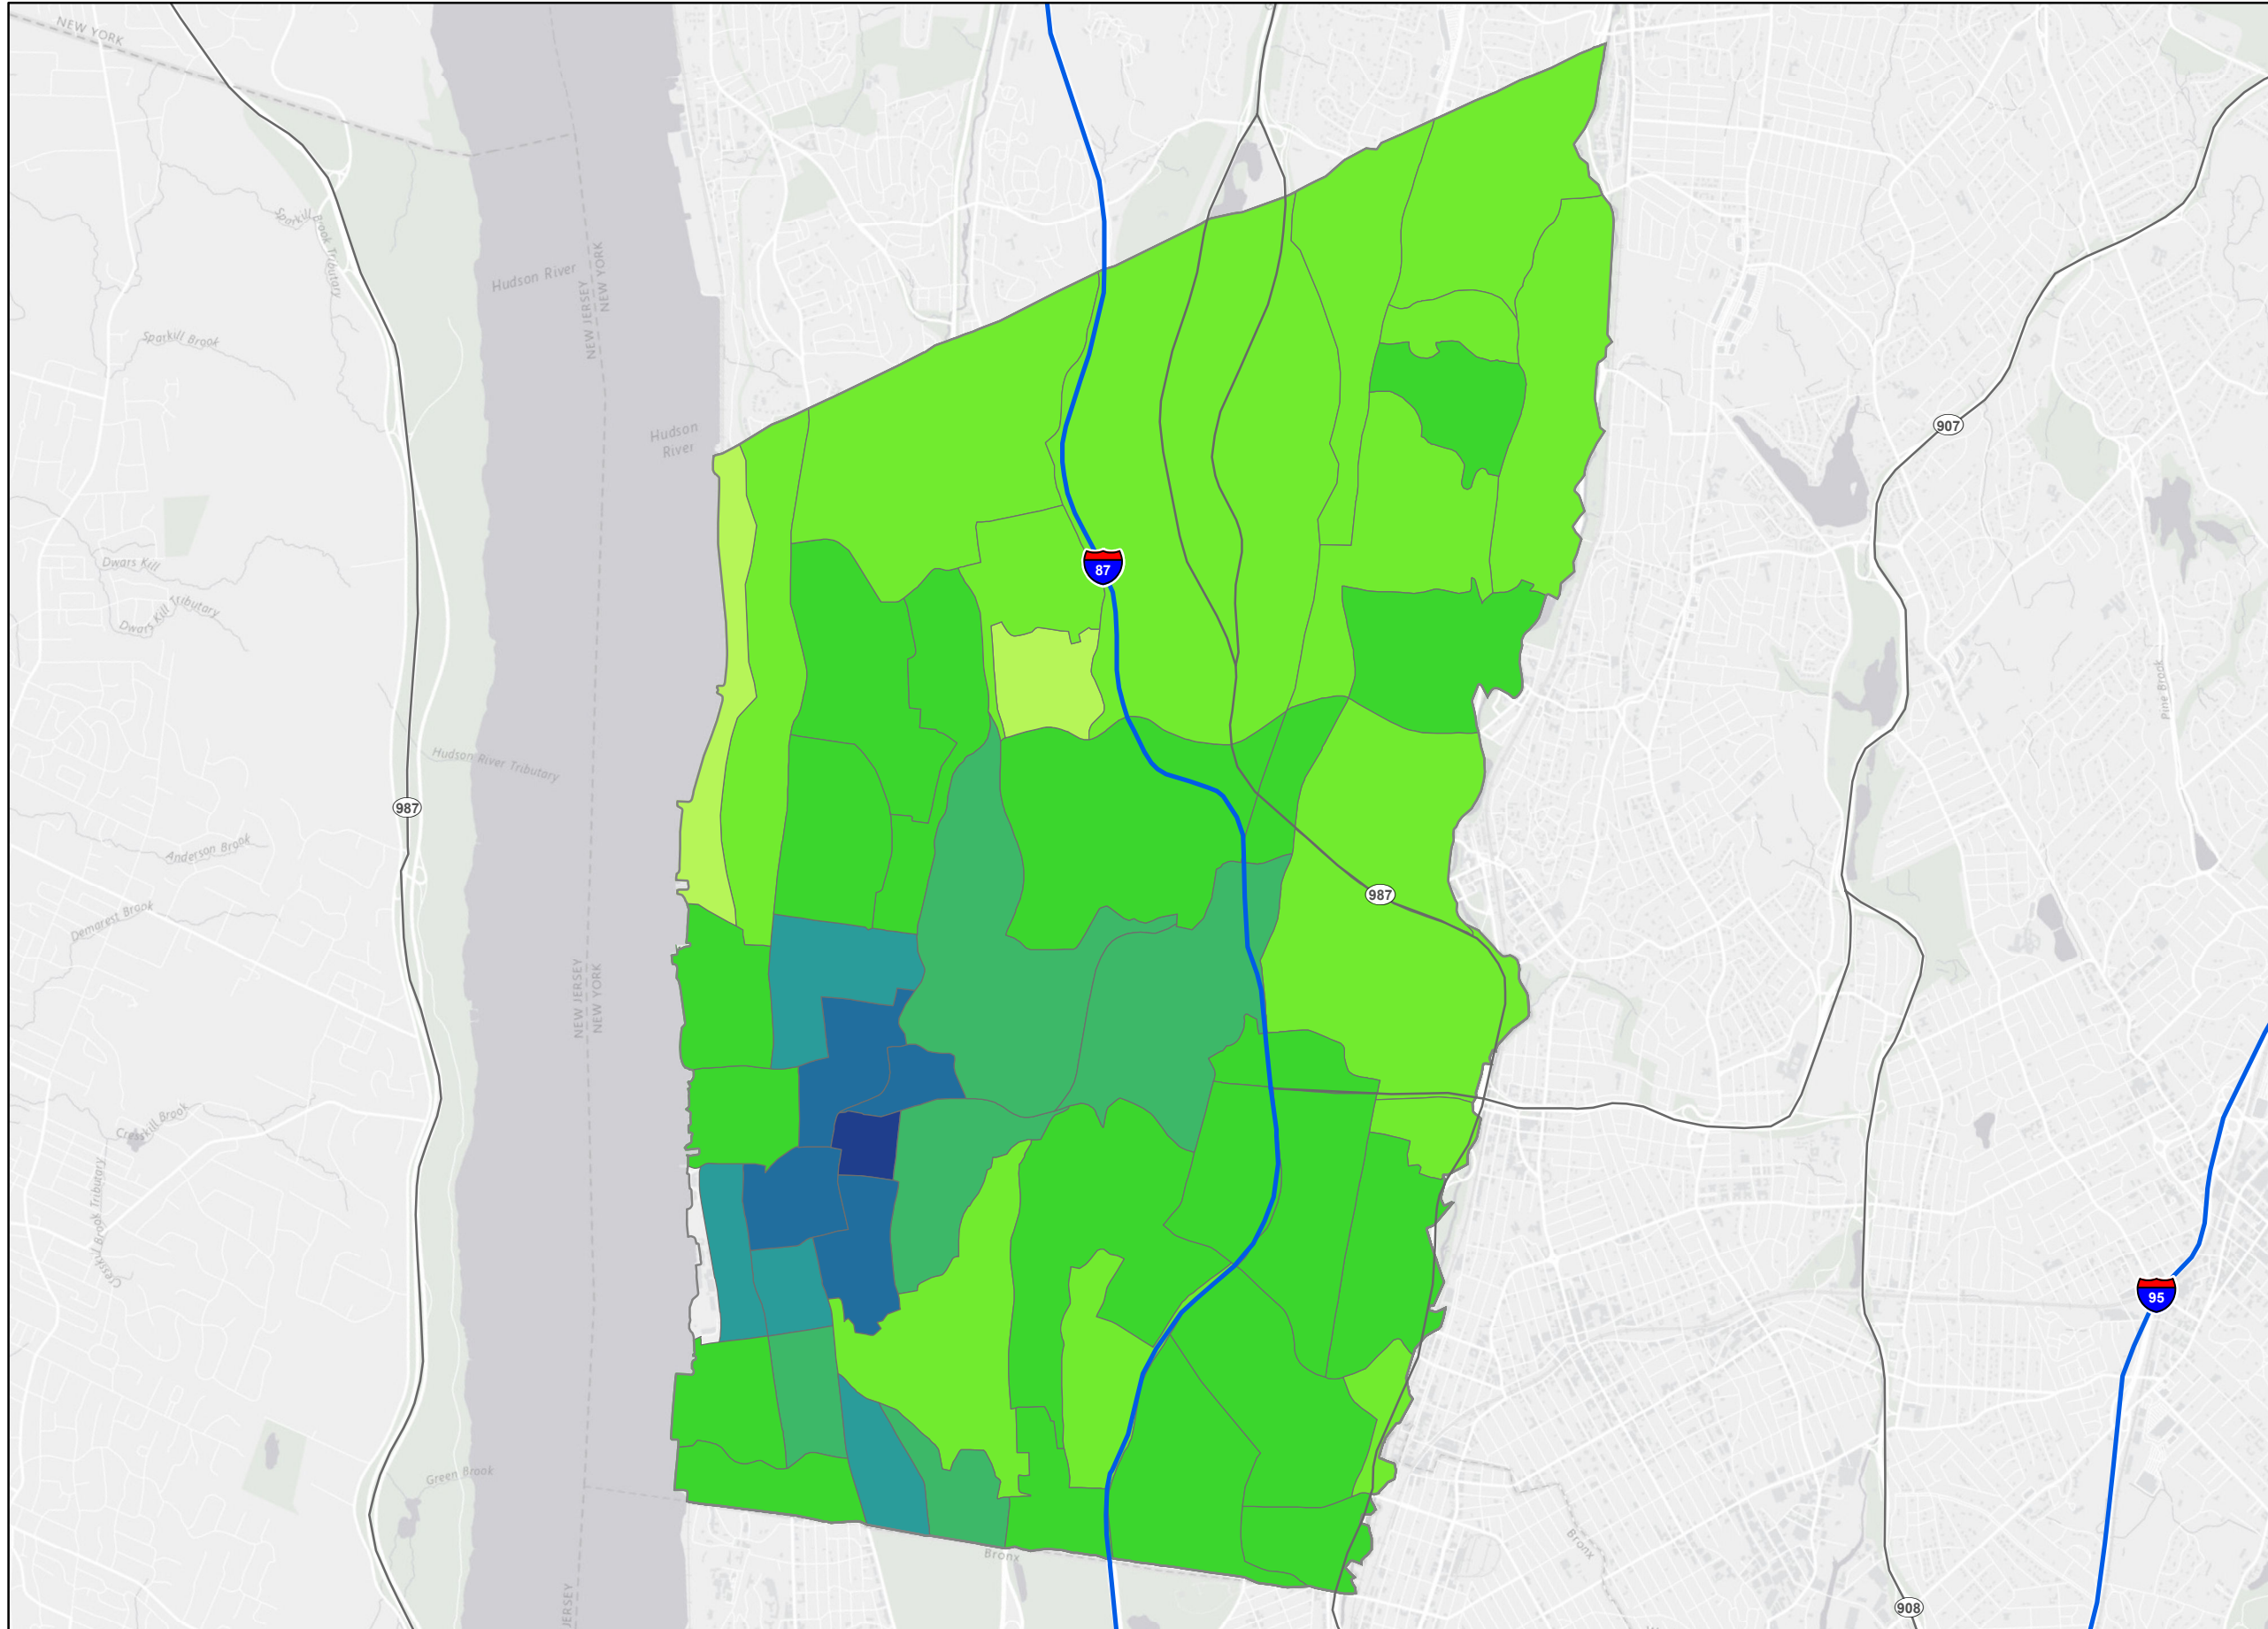 NEW YORK
Sparkill Brook Tributary
Hudson River
NEW JERSEY
NEW YORK
Sparkill Brook
Hudson
River
907
Dwars Kill
Dwars Kill Tributary
87
Pine Brook
Hudson River Tributary
987
Anderson Brook
987
Demarest Brook
NEW JERSEY
NEW YORK
Cresskill Brook
Cresskill Brook Tributary
95
Green Brook
Bronx
Bronx
JERSEY
908